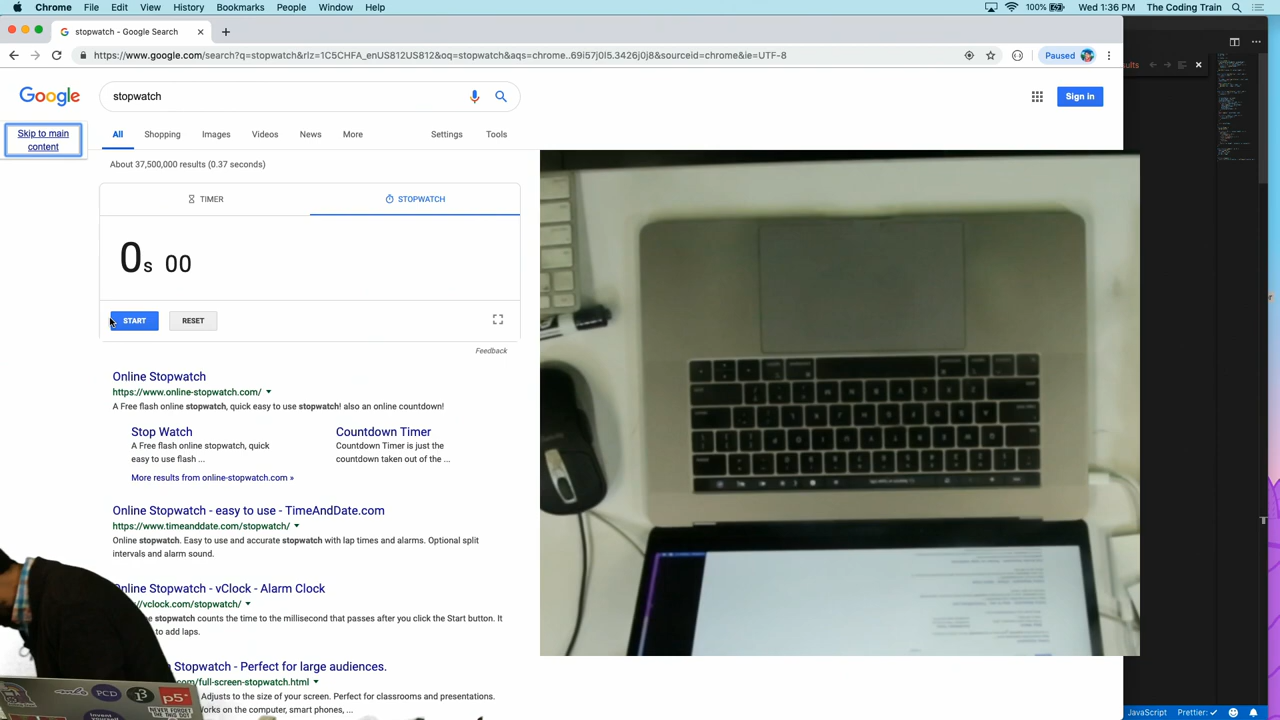 Chrome File Edit View History Bookmarks People Window Help 100% Wed 1:36 PM The Coding Train
stopwatch - Google Search
https://www.google.com/search?q=stopwatch&rlz=1C5CHFA_enUS812US812&oq=stopwatch&aqs=chrome..69i57j0l5.3426j0j8&sourceid=chrome&ie=UTF-8 Paused
Google stopwatch Sign in
Skip to main
content
All Shopping Images Videos News More Settings Tools
About 37,500,000 results (0.37 seconds)
TIMER STOPWATCH
0s 00
START RESET
Feedback
Online Stopwatch
https://www.online-stopwatch.com/
A Free flash online stopwatch, quick easy to use stopwatch! also an online countdown!
Stop Watch Countdown Timer
A Free flash online stopwatch, quick Countdown Timer is just the
easy to use flash ... countdown taken out of the ...
More results from online-stopwatch.com »
Online Stopwatch - easy to use - TimeAndDate.com
https://www.timeanddate.com/stopwatch/
Online stopwatch. Easy to use and accurate stopwatch with lap times and alarms. Optional split
intervals and alarm sound.
Online Stopwatch - vClock - Alarm Clock
vclock.com/stopwatch/
stopwatch counts the time to the millisecond that passes after you click the Start button. It
to add laps.
Stopwatch - Perfect for large audiences.
com/full-screen-stopwatch.html
Adjusts to the size of your screen. Perfect for classrooms and presentations.
Works on the computer, smart phones, ...
PCD B p5*
NEVER FORGET
JavaScript Prettier: ✓